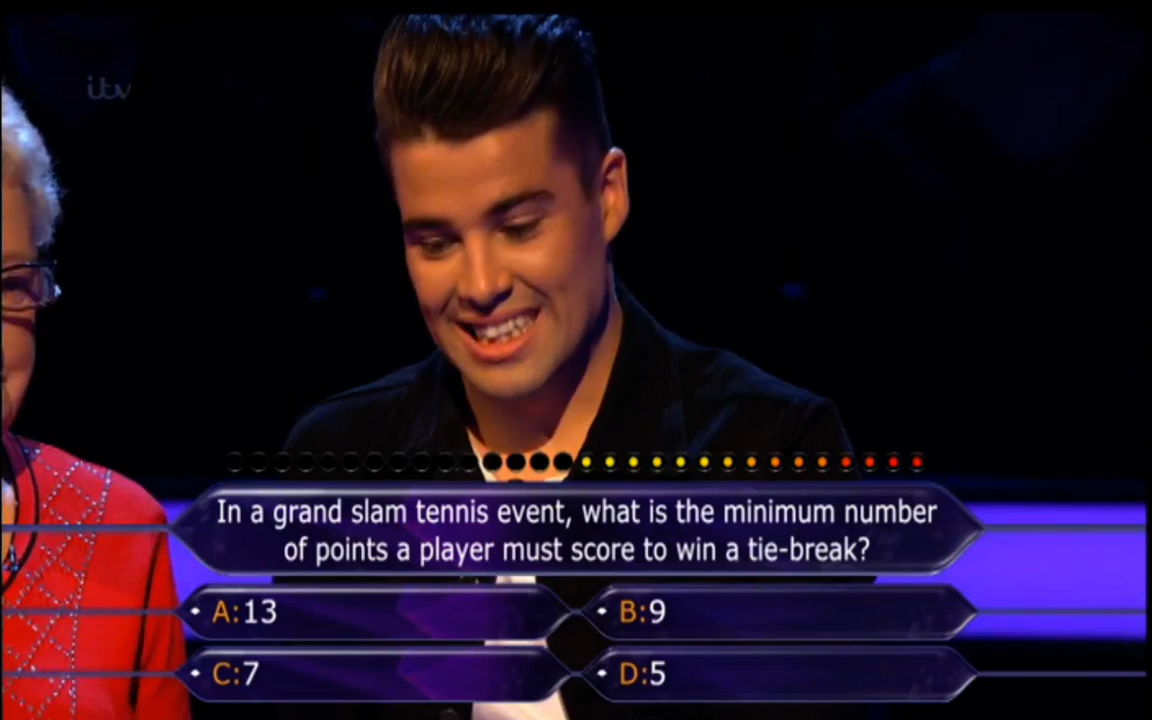 itv
In a grand slam tennis event, what is the minimum number
of points a player must score to win a tie-break?
A:13
B:9
C:7
D:5